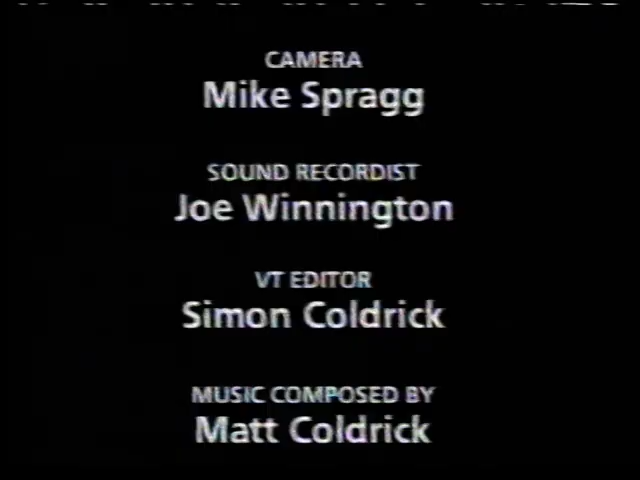 CAMERA
Mike Spragg
SOUND RECORDIST
Joe Winnington
VT EDITOR
Simon Coldrick
MUSIC COMPOSED BY
Matt Coldrick